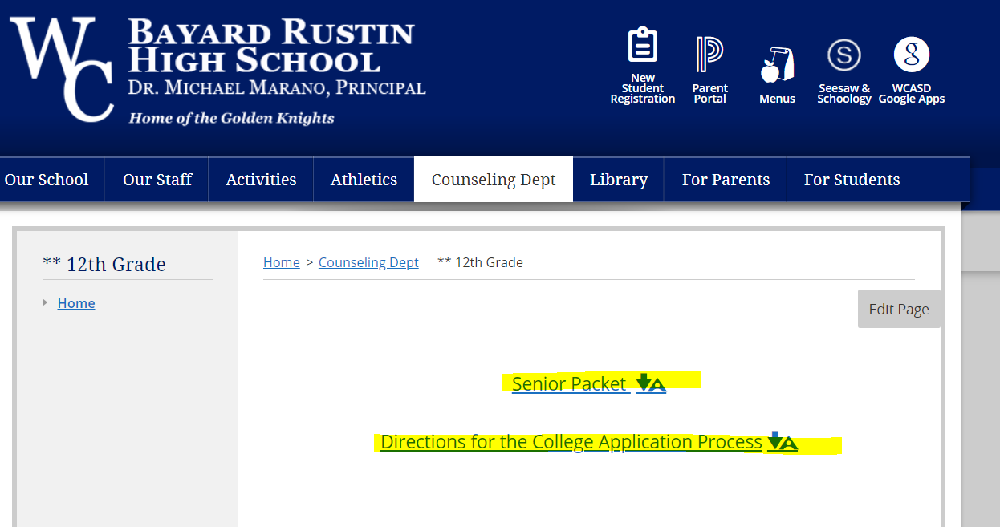 WC
BAYARD RUSTIN
HIGH SCHOOL
DR. MICHAEL MARANO, PRINCIPAL
Home of the Golden Knights
New
Student
Registration
Parent
Portal
Menus
S
Seesaw &
Schoology
g
WCASD
Google Apps
Our School
Our Staff
Activities
Athletics
Counseling Dept
Library
For Parents
For Students
** 12th Grade
Home
Home > Counseling Dept ** 12th Grade
Edit Page
Senior Packet
Directions for the College Application Process